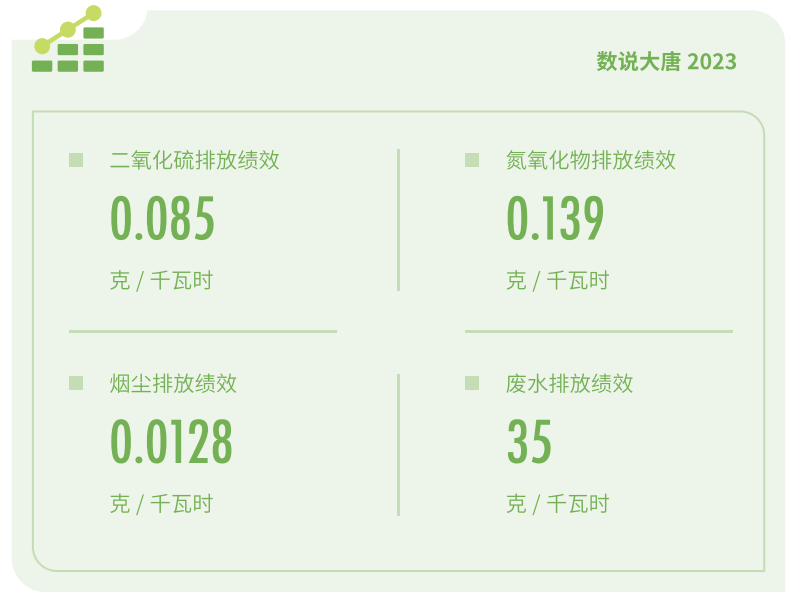 数说大唐 2023
二氧化硫排放绩效
0.085
克 / 千瓦时
氮氧化物排放绩效
0.139
克 / 千瓦时
烟尘排放绩效
0.0128
克 / 千瓦时
废水排放绩效
35
克 / 千瓦时